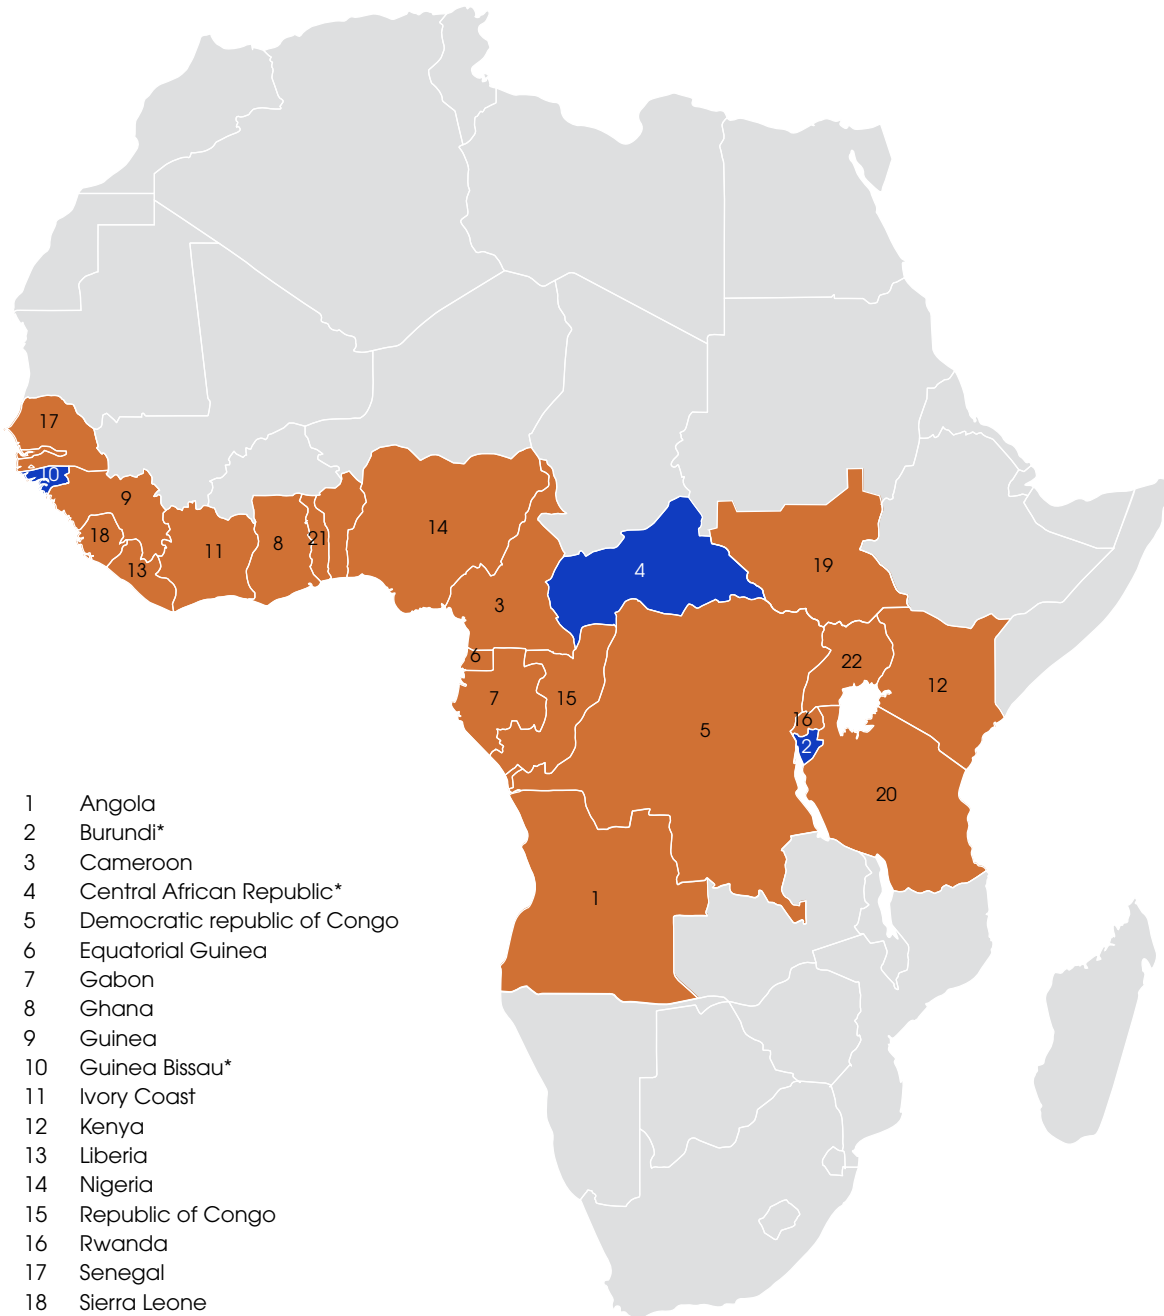 17
10
9
14
18
11
8
21
13
4
19
3
6
22
7
15
12
5
16
2
20
1
1 Angola
2 Burundi*
3 Cameroon
4 Central African Republic*
5 Democratic republic of Congo
6 Equatorial Guinea
7 Gabon
8 Ghana
9 Guinea
10 Guinea Bissau*
11 Ivory Coast
12 Kenya
13 Liberia
14 Nigeria
15 Republic of Congo
16 Rwanda
17 Senegal
18 Sierra Leone